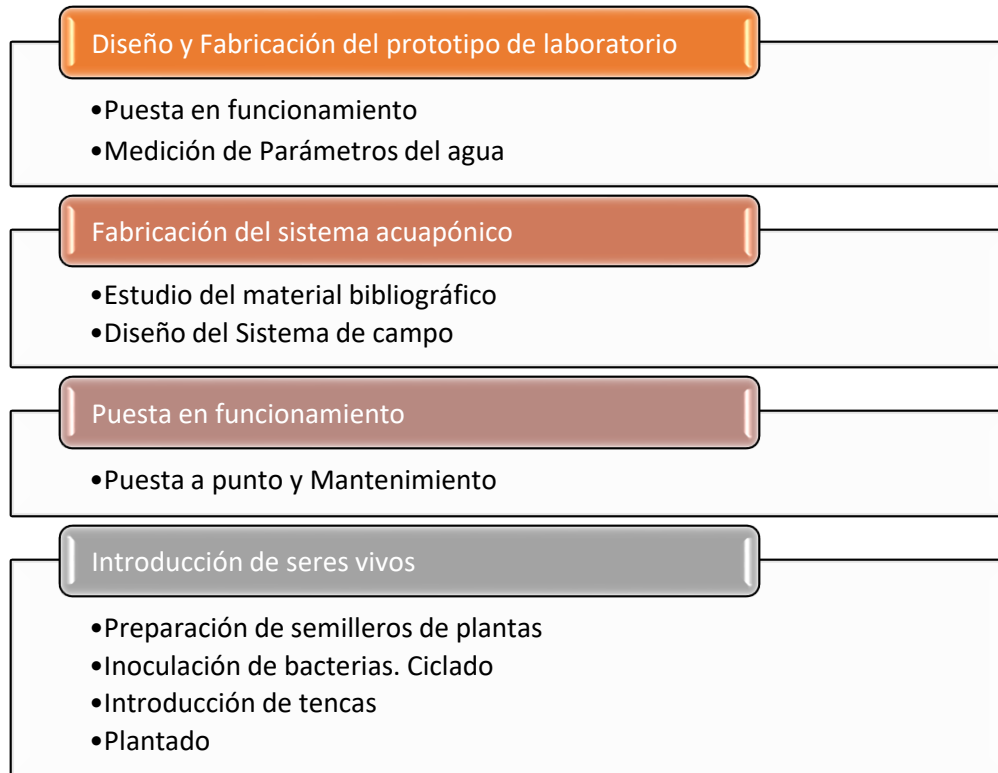 Diseño y Fabricación del prototipo de laboratorio
•Puesta en funcionamiento
•Medición de Parámetros del agua
Fabricación del sistema acuapónico
•Estudio del material bibliográfico
•Diseño del Sistema de campo
Puesta en funcionamiento
•Puesta a punto y Mantenimiento
Introducción de seres vivos
•Preparación de semilleros de plantas
•Inoculación de bacterias. Ciclado
•Introducción de tencas
•Plantado